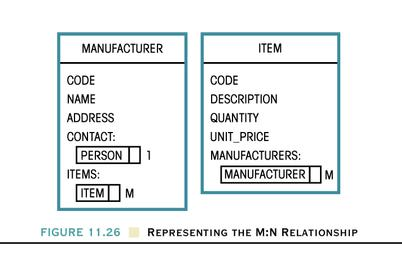 MANUFACTURER
CODE
NAME
ADDRESS
CONTACT:
PERSON 1
ITEMS:
ITEM M
ITEM
CODE
DESCRIPTION
QUANTITY
UNIT_PRICE
MANUFACTURERS:
MANUFACTURER M
FIGURE 11.26 REPRESENTING THE M:N RELATIONSHIP